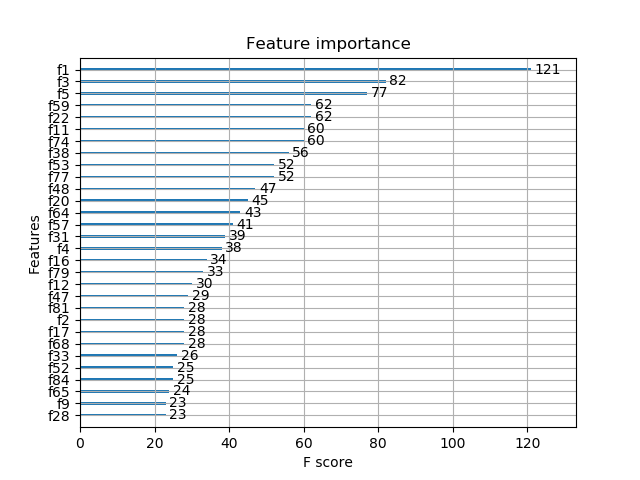 Feature importance
Features
f1 121
f3 82
f5 77
f59 62
f22 62
f11 60
f74 60
f38 56
f53 52
f77 52
f48 47
f20 45
f64 43
f57 41
f31 39
f4 38
f16 34
f79 33
f12 30
f47 29
f81 28
f2 28
f17 28
f68 28
f33 26
f52 25
f84 25
f65 24
f9 23
f28 23
0 20 40 60 80 100 120
F score